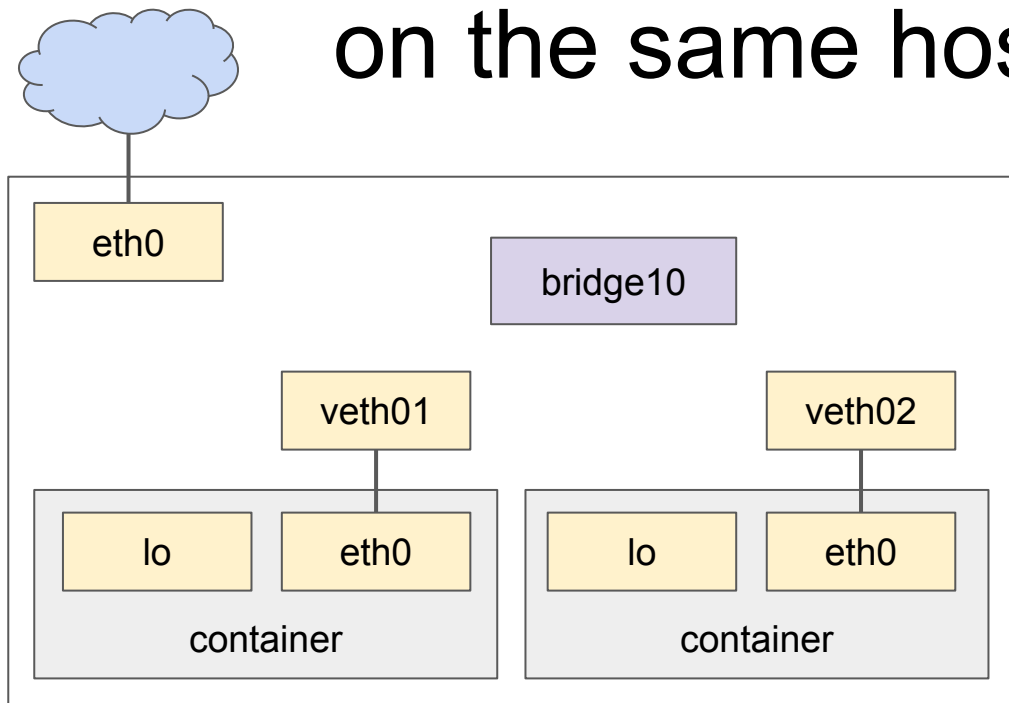 on the same hos
eth0
bridge10
veth01
veth02
lo
eth0
lo
eth0
container
container